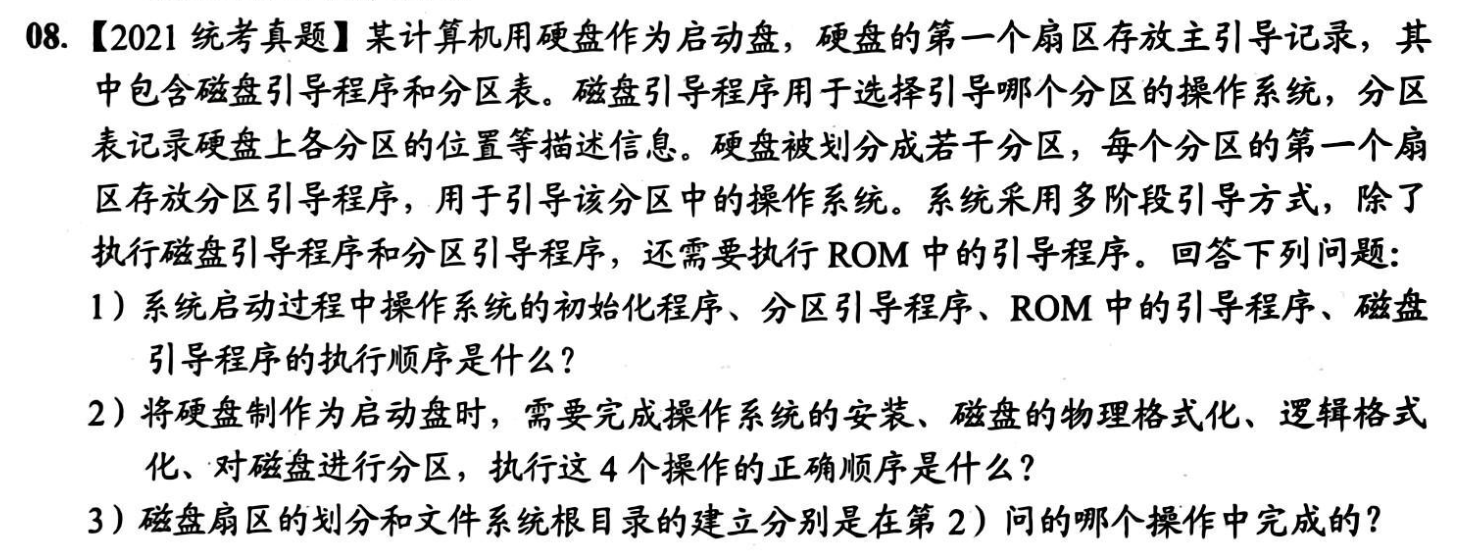 08.【2021 统考真题】某计算机用硬盘作为启动盘，硬盘的第一个扇区存放主引导记录，其
中包含磁盘引导程序和分区表。磁盘引导程序用于选择引导哪个分区的操作系统，分区
表记录硬盘上各分区的位置等描述信息。硬盘被划分成若干分区，每个分区的第一个扇
区存放分区引导程序，用于引导该分区中的操作系统。系统采用多阶段引导方式，除了
执行磁盘引导程序和分区引导程序，还需要执行 ROM 中的引导程序。回答下列问题：
1）系统启动过程中操作系统的初始化程序、分区引导程序、ROM 中的引导程序、磁盘
引导程序的执行顺序是什么？
2）将硬盘制作为启动盘时，需要完成操作系统的安装、磁盘的物理格式化、逻辑格式
化、对磁盘进行分区，执行这 4 个操作的正确顺序是什么？
3）磁盘扇区的划分和文件系统根目录的建立分别是在第 2）问的哪个操作中完成的？